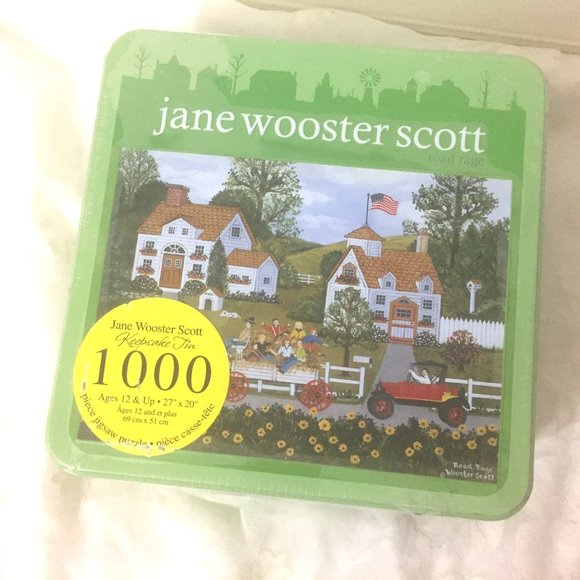 jane wooster scott
road rage
Jane Wooster Scott
Keepsake Tin
1000
Ages 12 & Up • 27" x 20"
Âges 12 and et plus
69 cm x 51 cm
piece jigsaw puzzle • pièce casse-tête
Road Rage
© Wooster Scott